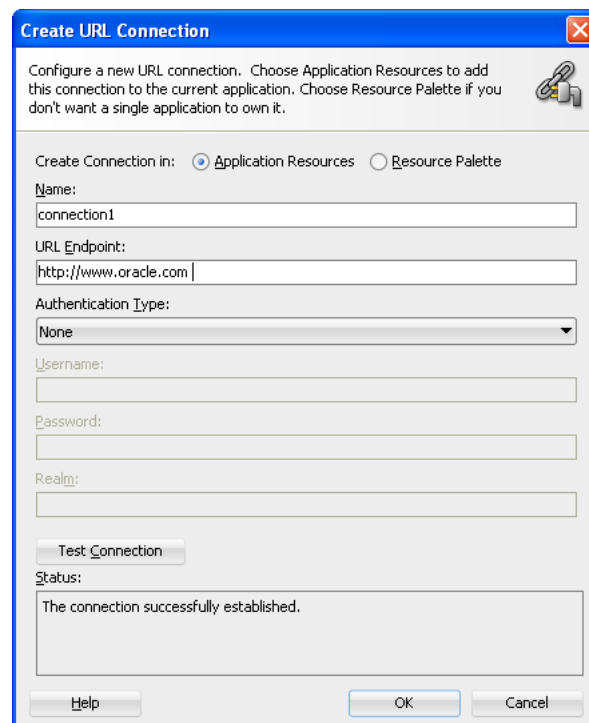 Create URL Connection
Configure a new URL connection. Choose Application Resources to add
this connection to the current application. Choose Resource Palette if you
don't want a single application to own it.
Create Connection in: Application Resources Resource Palette
Name:
connection1
URL Endpoint:
http://www.oracle.com
Authentication Type:
None
Username:
Password:
Realm:
Test Connection
Status:
The connection successfully established.
Help OK Cancel